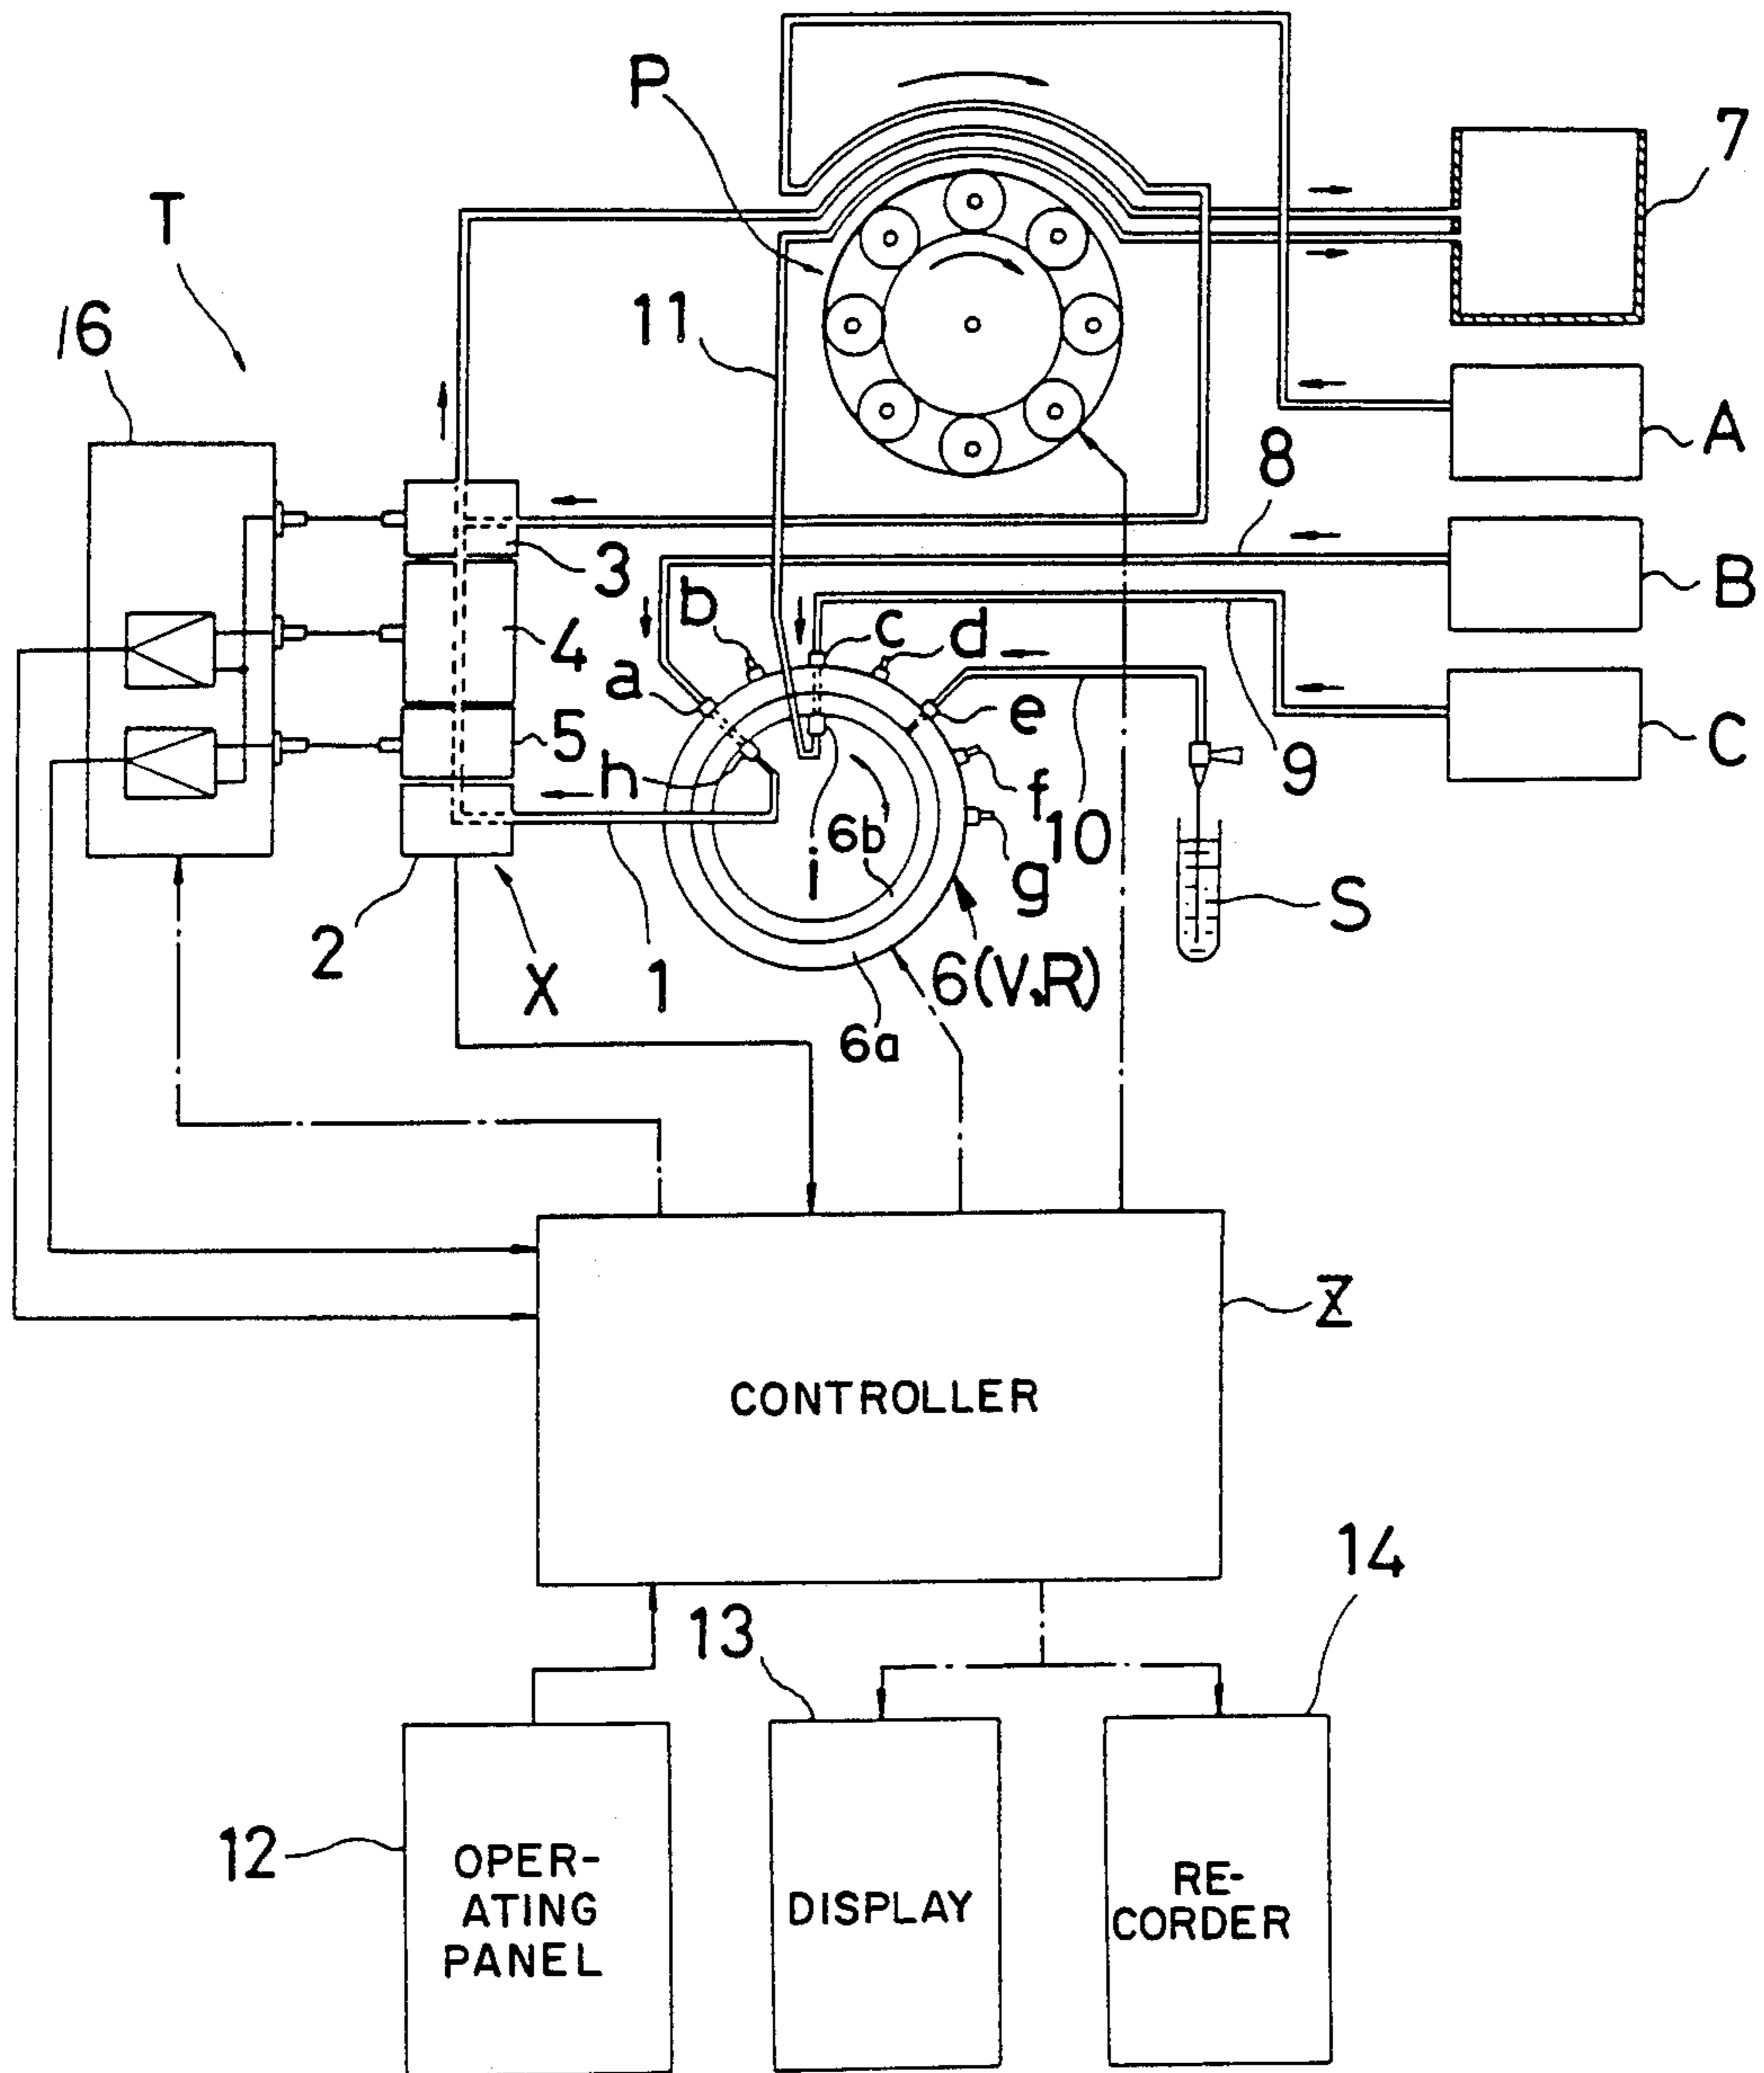 P
7
T
16
11
A
8
3
B
b
c
d
4
a
e
C
5
h
9
f
10
6b
i
g
S
2
X
1
6(V,R)
6a
Z
CONTROLLER
14
13
12
OPER-
ATING
PANEL
DISPLAY
RE-
CORDER